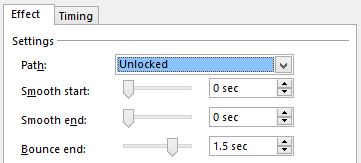 Effect Timing
Settings
Path: Unlocked
Smooth start: 0 sec
Smooth end: 0 sec
Bounce end: 1.5 sec